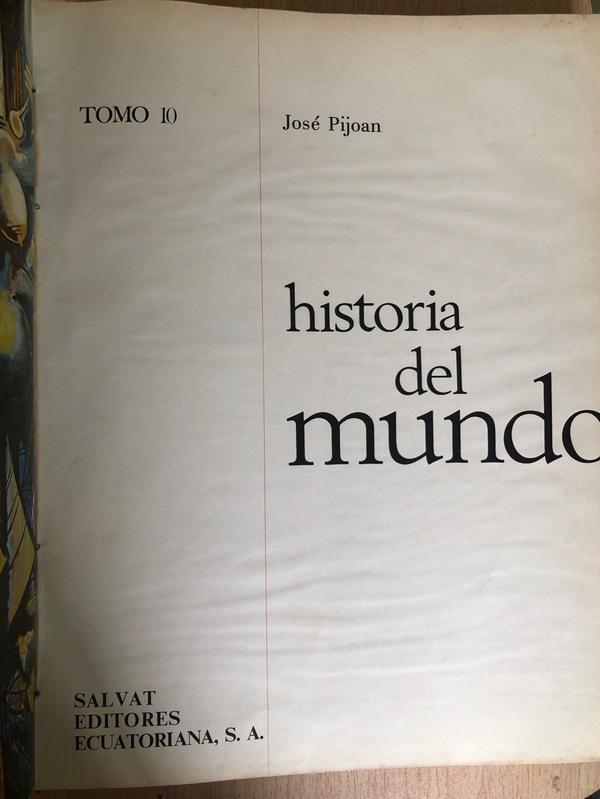 TOMO 10
José Pijoan
historia
del
mundo
SALVAT
EDITORES
ECUATORIANA, S. A.